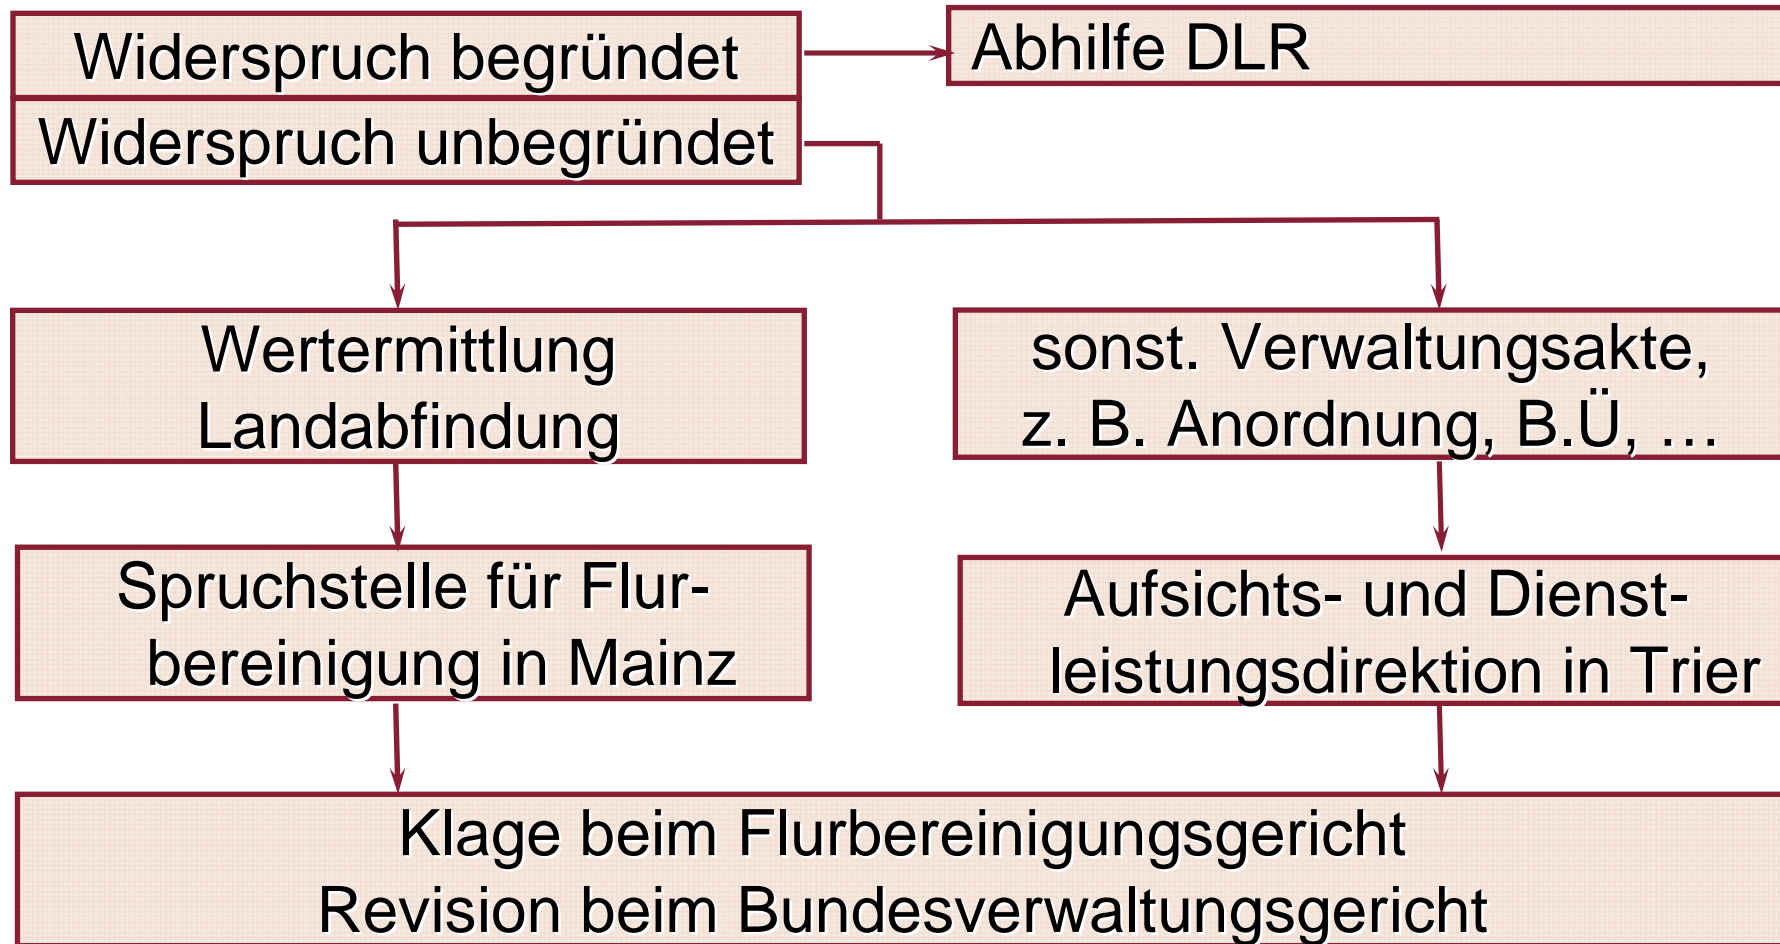 Widerspruch begründet
Abhilfe DLR
Widerspruch unbegründet
Wertermittlung
Landabfindung
sonst. Verwaltungsakte,
z. B. Anordnung, B.Ü, …
Spruchstelle für Flur-
bereinigung in Mainz
Aufsichts- und Dienst-
leistungsdirektion in Trier
Klage beim Flurbereinigungsgericht
Revision beim Bundesverwaltungsgericht